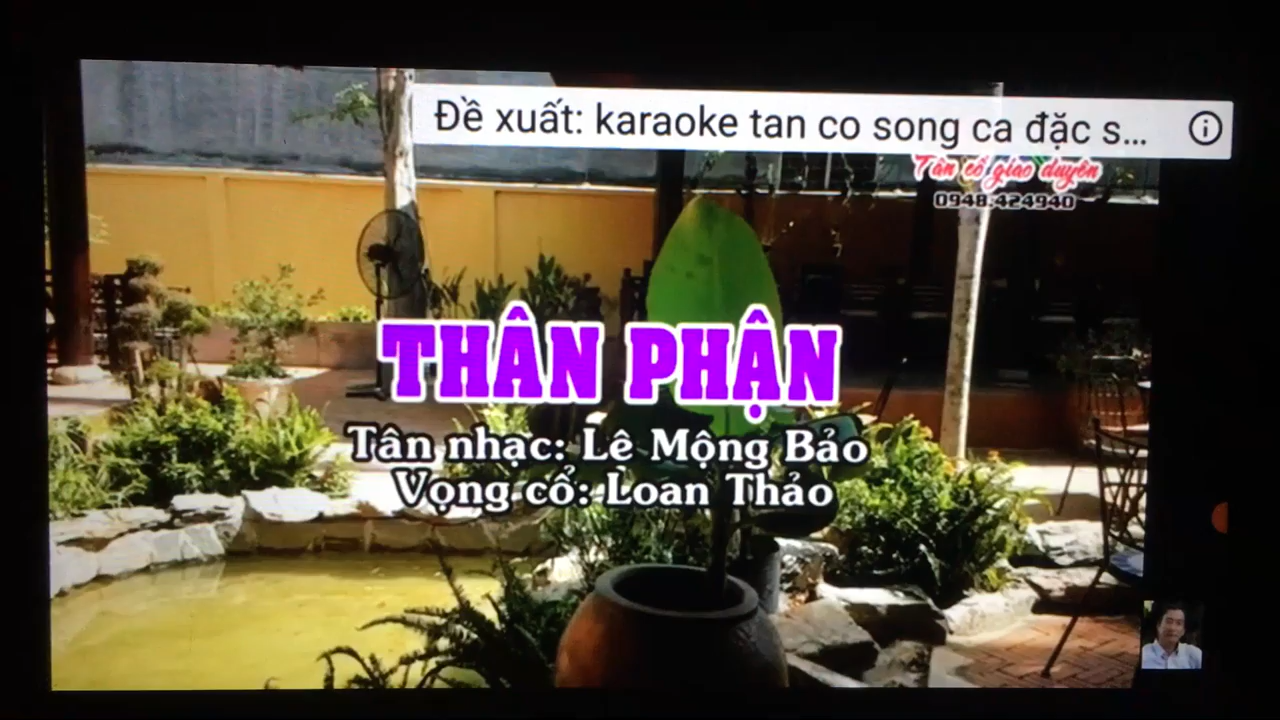 Đề xuất: karaoke tan co song ca đặc s...
Tân cổ giao duyên
0948.424940
THÂN PHẬN
Tân nhạc: Lê Mộng Bảo
Vọng cổ: Loan Thảo